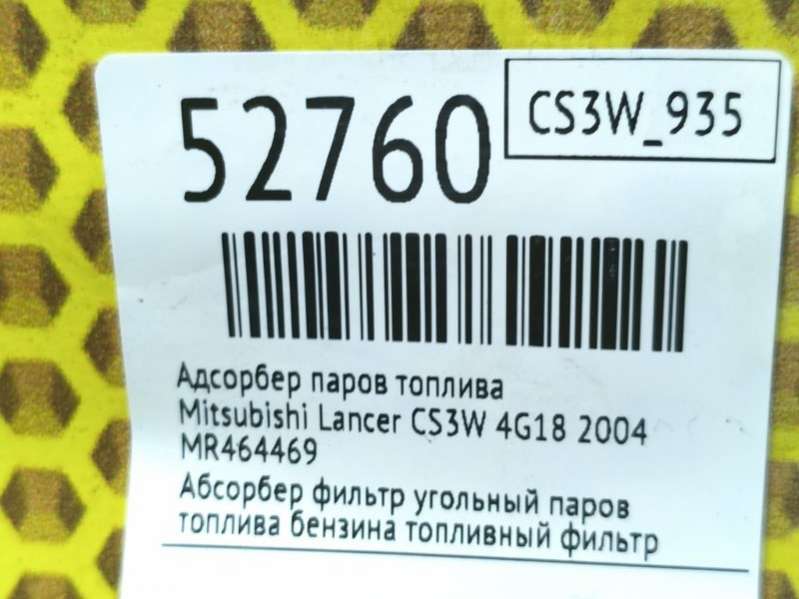 52760
CS3W_935
Адсорбер паров топлива
Mitsubishi Lancer CS3W 4G18 2004
MR464469
Абсорбер фильтр угольный паров
топлива бензина топливный фильтр